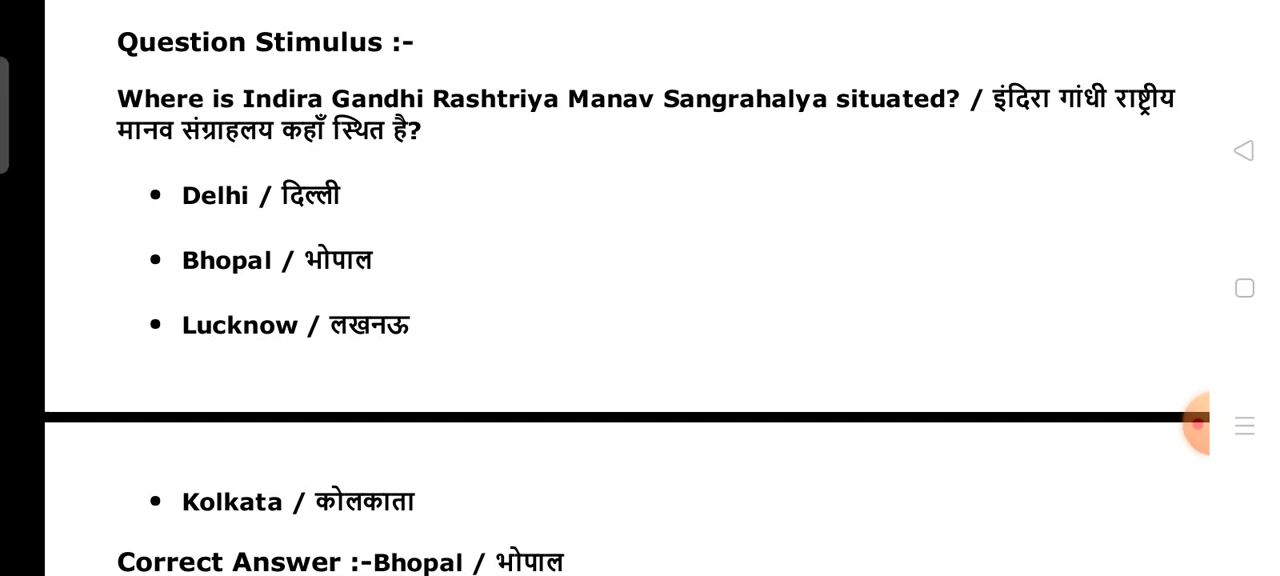 Question Stimulus :-
Where is Indira Gandhi Rashtriya Manav Sangrahalya situated? / इंदिरा गांधी राष्ट्रीय
मानव संग्राहलय कहाँ स्थित है?
• Delhi / दिल्ली
• Bhopal / भोपाल
• Lucknow / लखनऊ
• Kolkata / कोलकाता
Correct Answer :-Bhopal / भोपाल